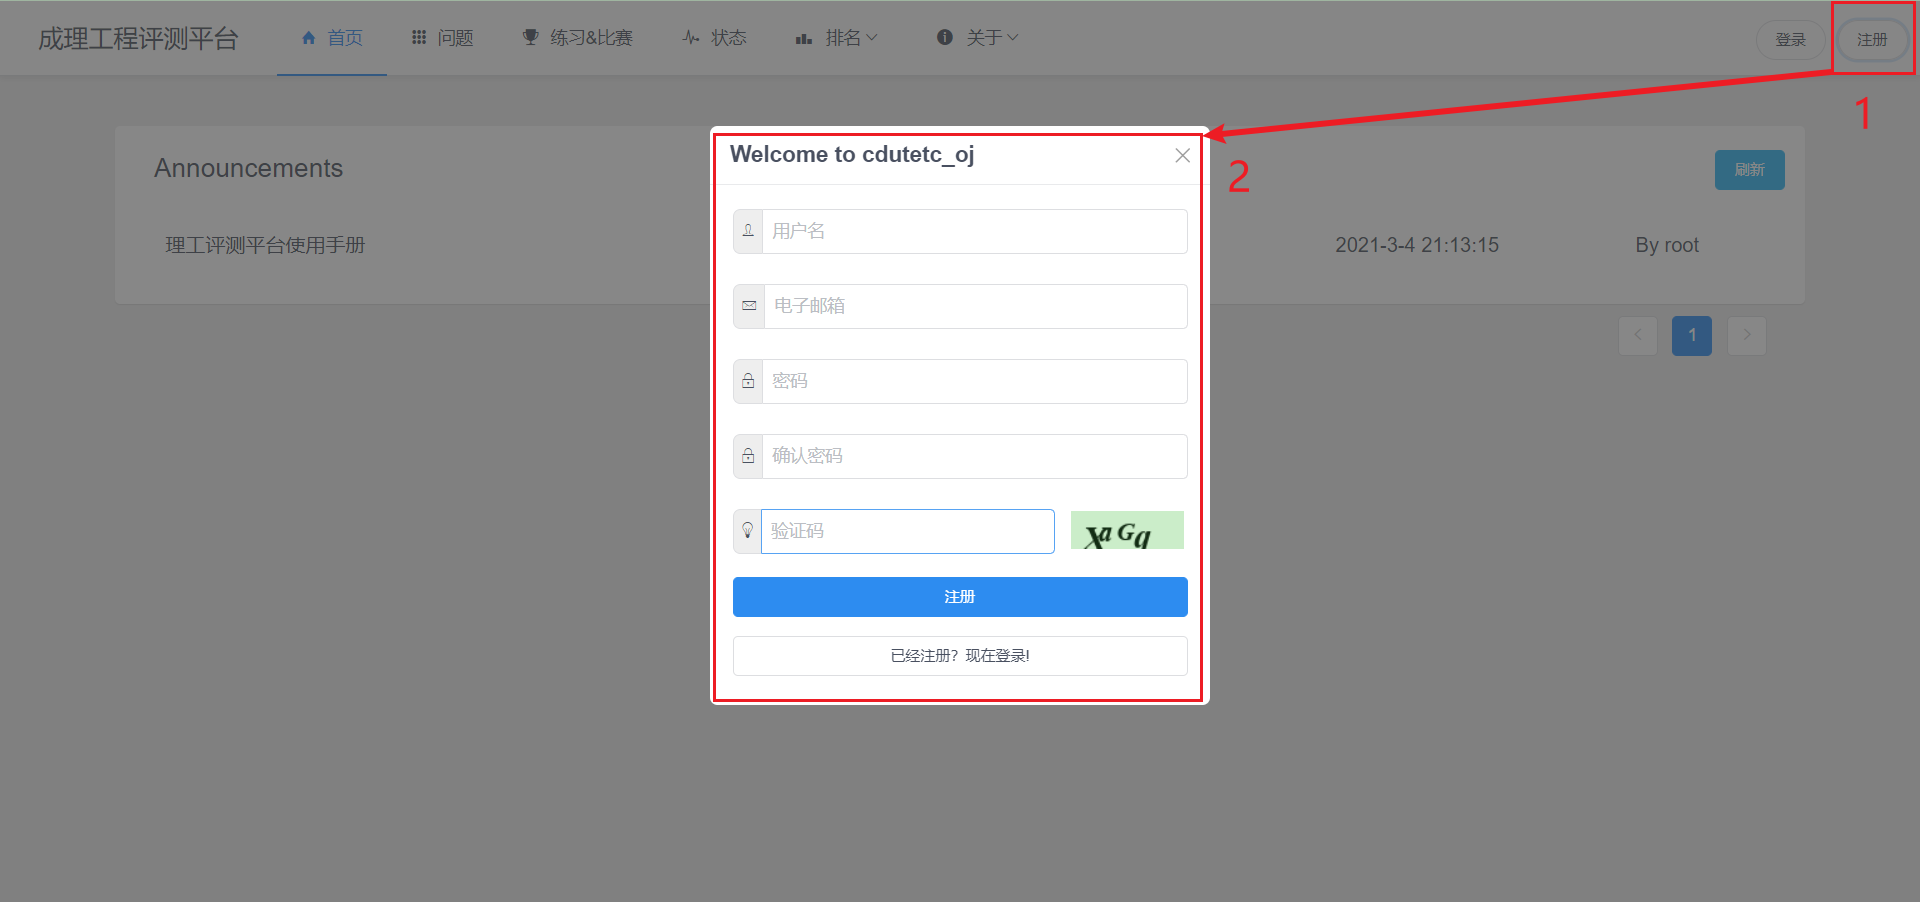 成理工程评测平台
首页
问题
练习&比赛
状态
排名
关于
登录
注册
1
Announcements
刷新
理工评测平台使用手册
2021-3-4 21:13:15
By root
1
2
Welcome to cdutetc_oj
用户名
电子邮箱
密码
确认密码
验证码
XaGq
注册
已经注册? 现在登录!